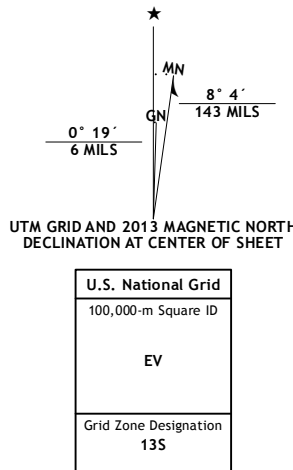 ★
MN
8° 4´
143 MILS
GN
0° 19´
6 MILS
UTM GRID AND 2013 MAGNETIC NORTH
DECLINATION AT CENTER OF SHEET
U.S. National Grid
100,000-m Square ID
EV
Grid Zone Designation
13S